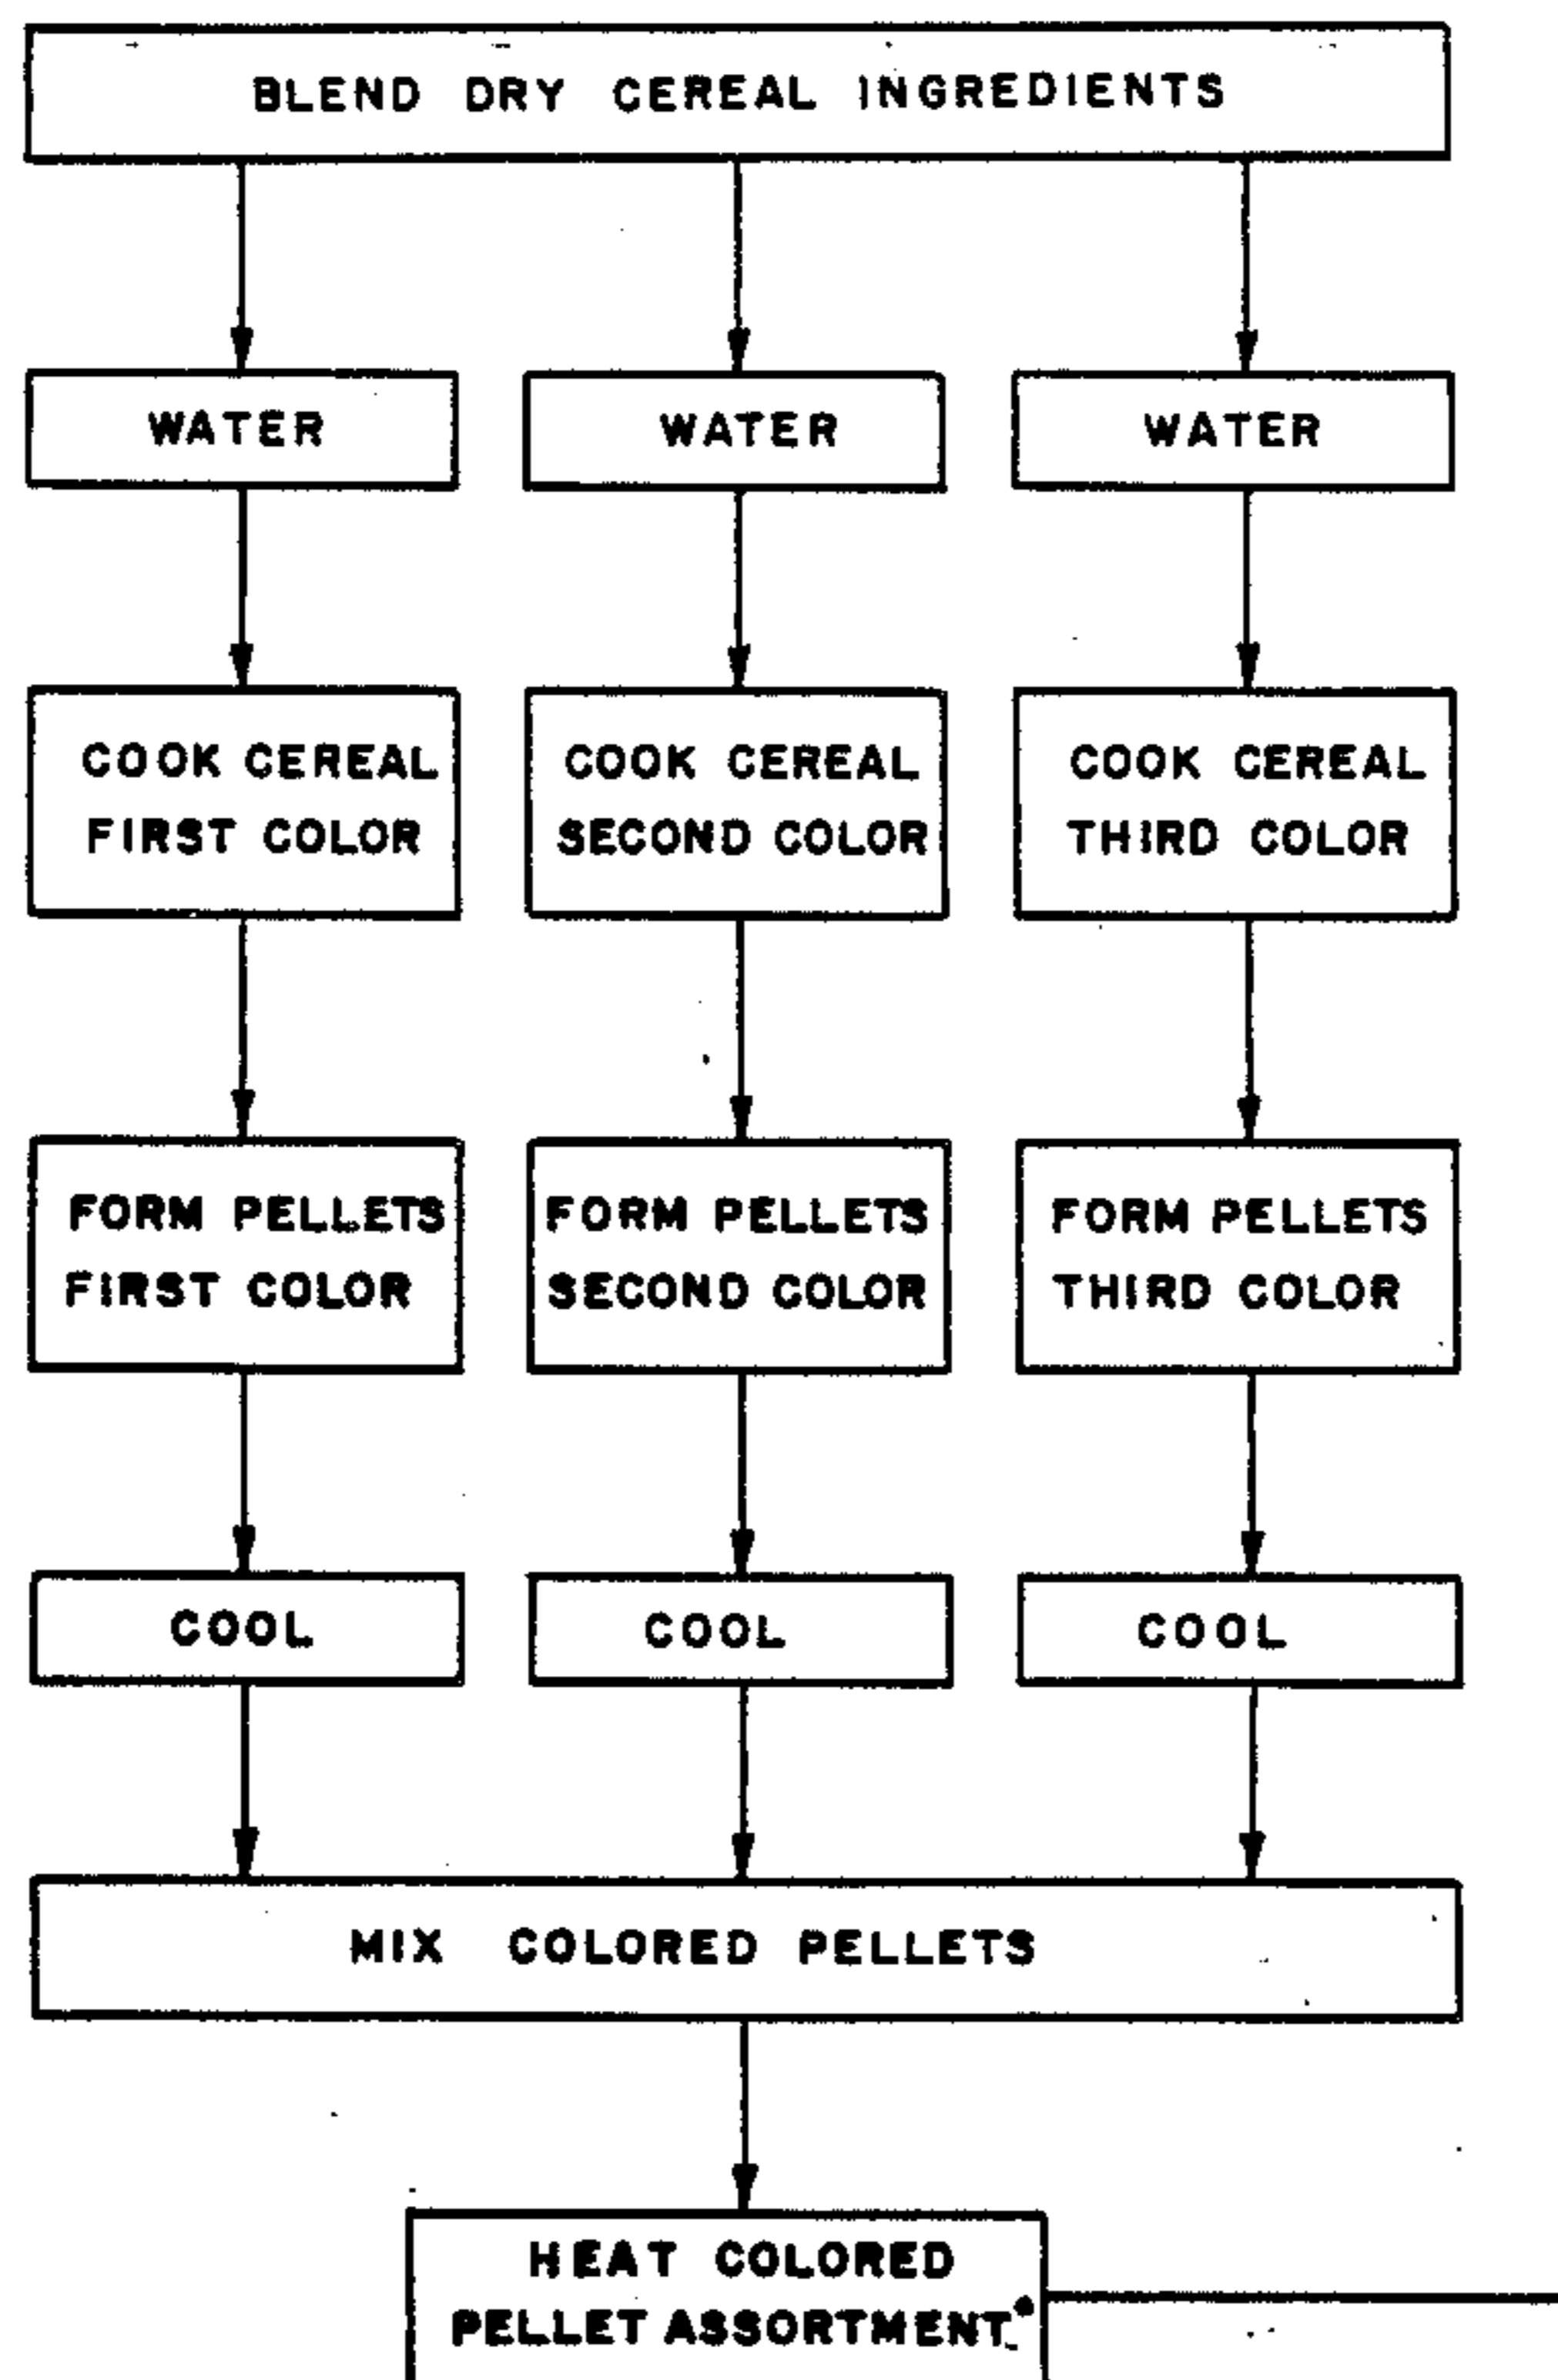 BLEND DRY CEREAL INGREDIENTS
WATER
WATER
WATER
COOK CEREAL
FIRST COLOR
COOK CEREAL
SECOND COLOR
COOK CEREAL
THIRD COLOR
FORM PELLETS
FIRST COLOR
FORM PELLETS
SECOND COLOR
FORM PELLETS
THIRD COLOR
COOL
COOL
COOL
MIX COLORED PELLETS
HEAT COLORED
PELLET ASSORTMENT